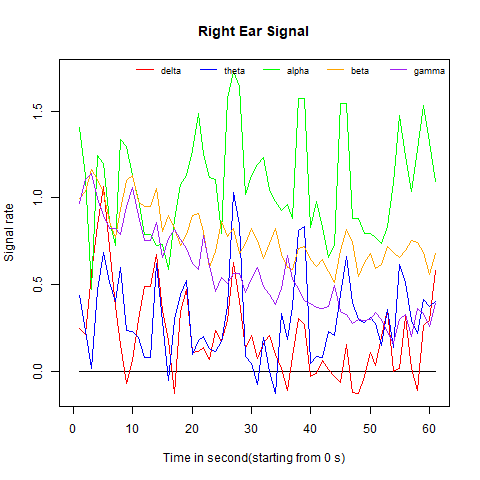 Right Ear Signal
delta theta alpha beta gamma
Signal rate
0.0 0.5 1.0 1.5
0 10 20 30 40 50 60
Time in second(starting from 0 s)